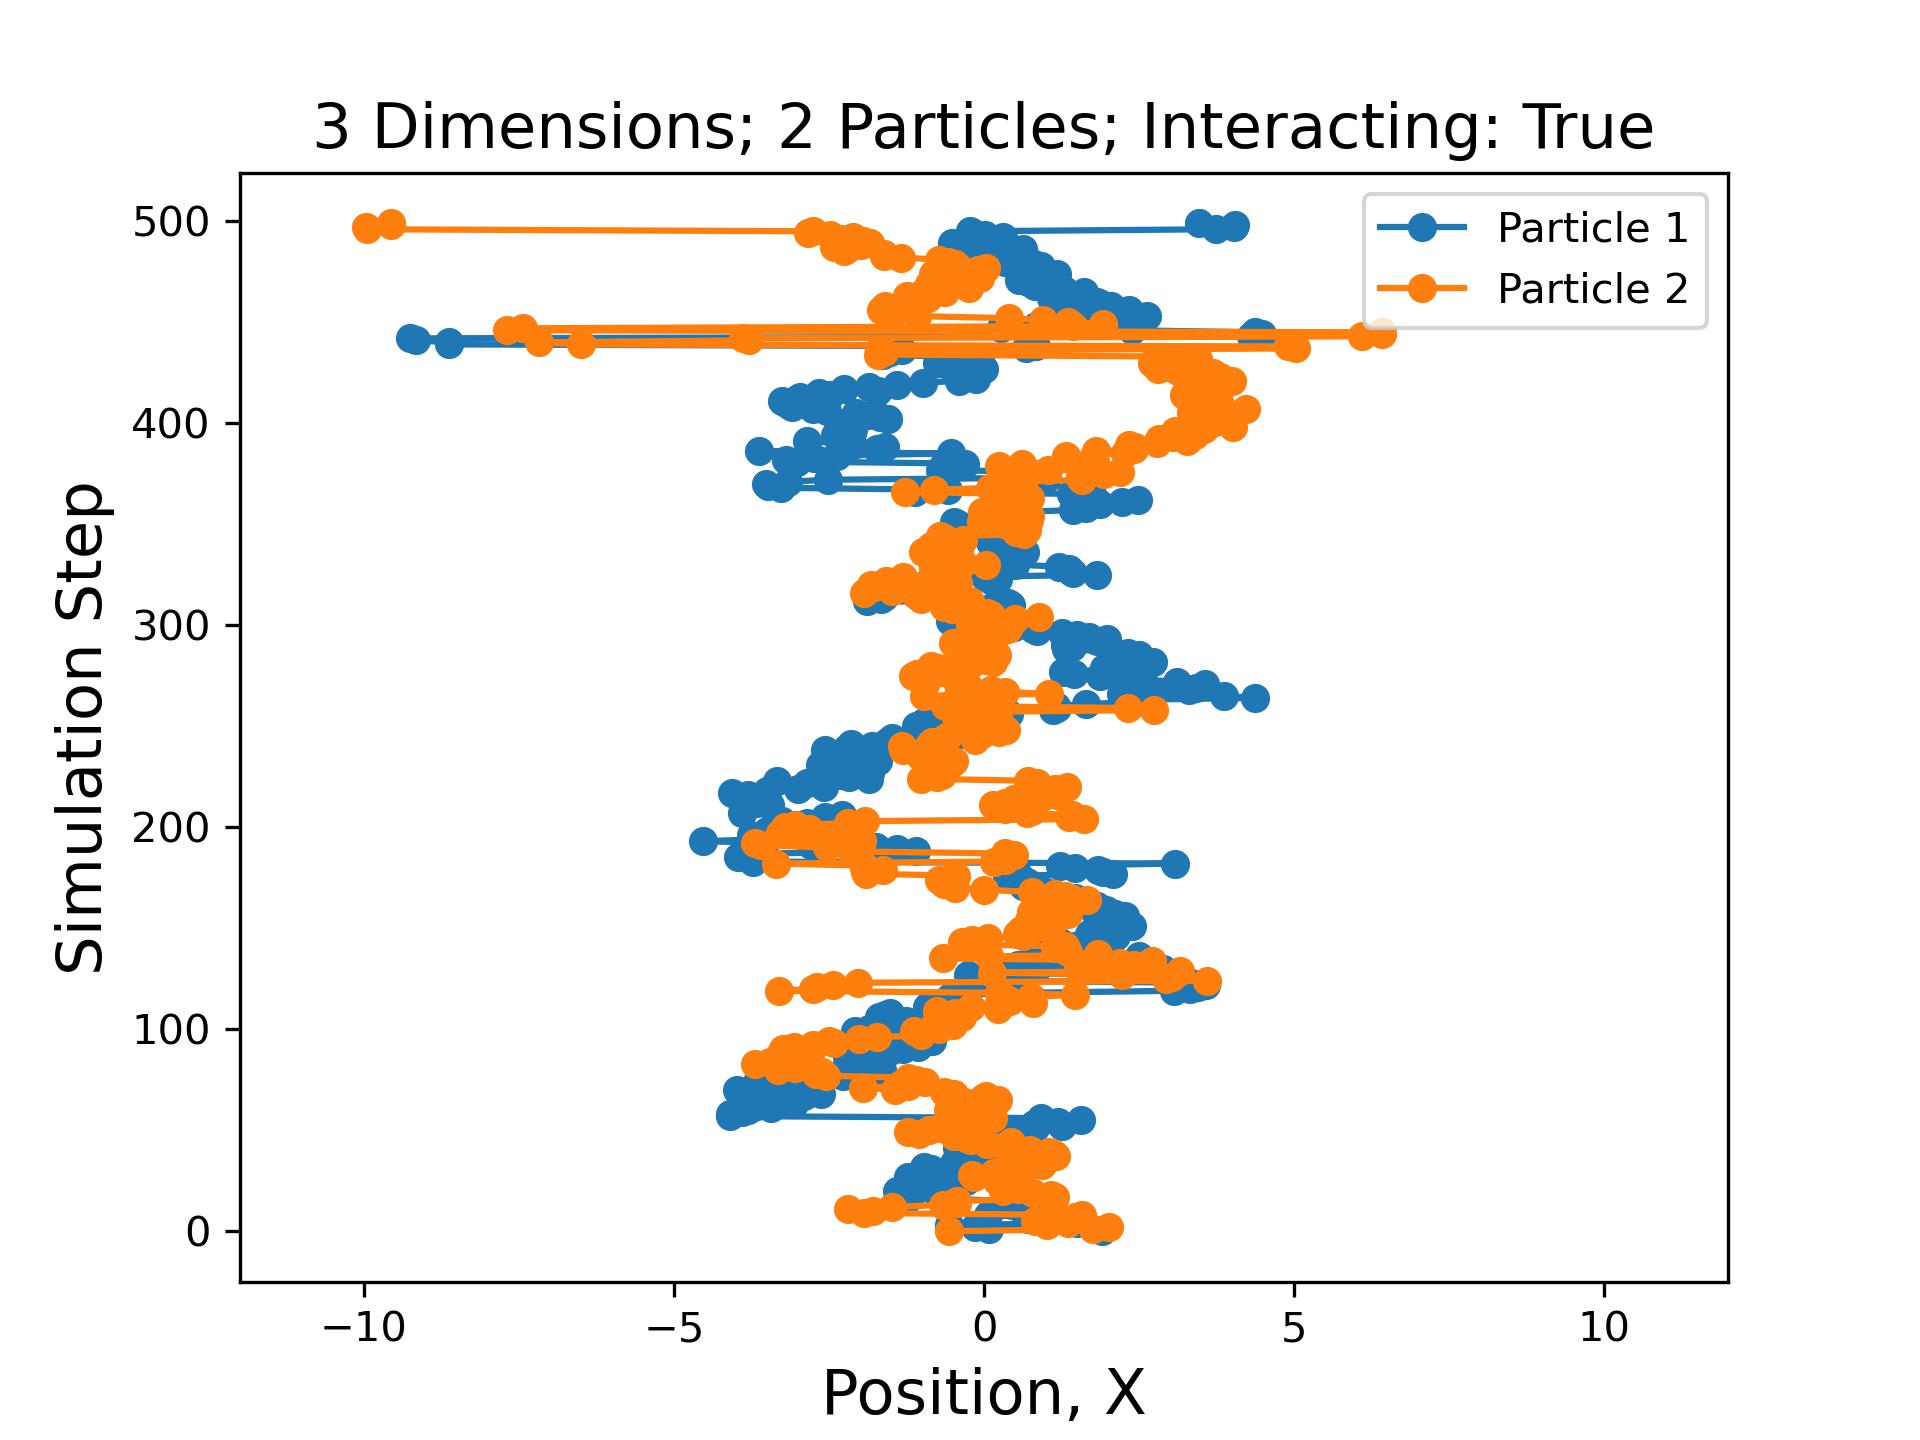 3 Dimensions; 2 Particles; Interacting: True
Particle 1
Particle 2
Simulation Step
500
400
300
200
100
0
−10
−5
0
5
10
Position, X